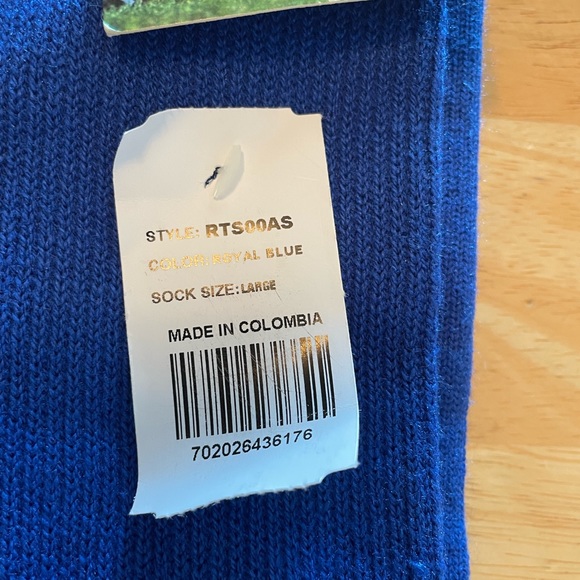 STYLE: RTS00AS
COLOR: ROYAL BLUE
SOCK SIZE: LARGE
MADE IN COLOMBIA
702026436176